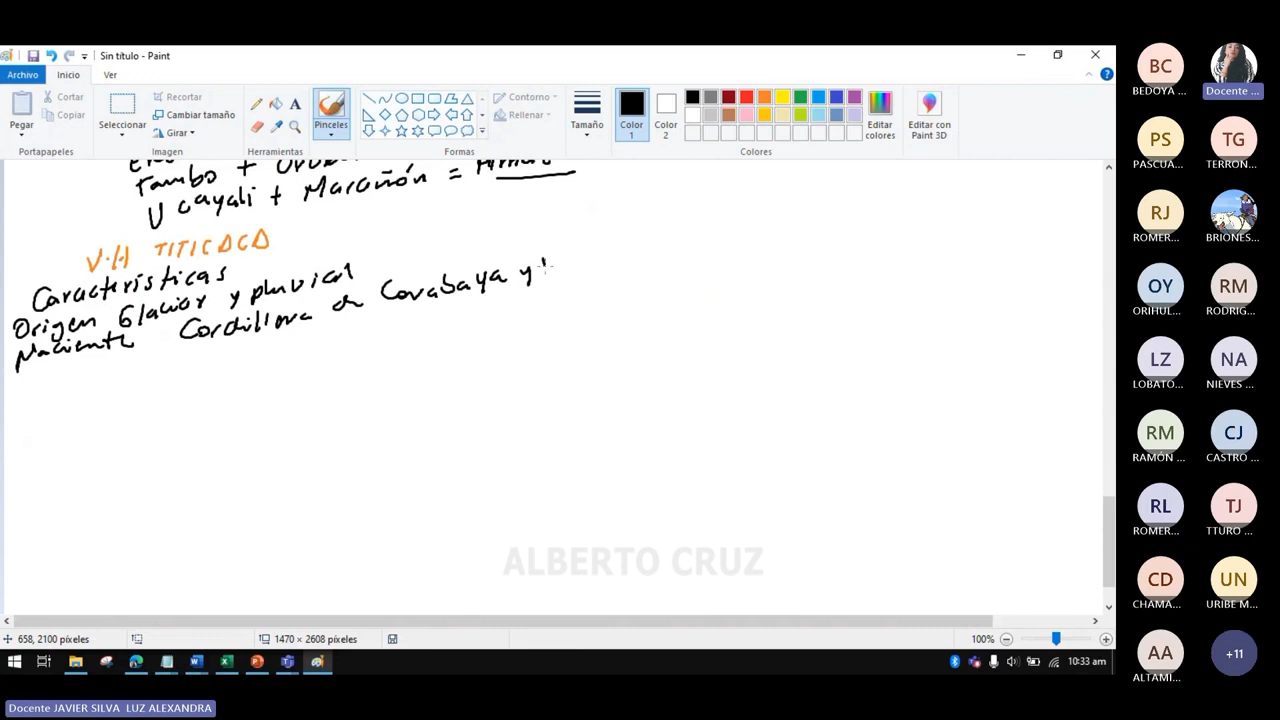 Sin título - Paint
Archivo Inicio Ver
Pegar
Cortar
Copiar
Portapapeles
Seleccionar
Recortar
Cambiar tamaño
Girar
Imagen
A
Herramientas
Pinceles
Contorno
Rellenar
Formas
Tamaño
Color 1
Color 2
Editar colores
Editar con Paint 3D
Colores
Tambo +
Ucayali + Marañón =
V.H TITICACA
Características
Origen Glaciar y pluvial
Naciente Cordillera de Carabaya y
ALBERTO CRUZ
658, 2100 píxeles
1470 × 2608 píxeles
100%
10:33 am
Docente JAVIER SILVA LUZ ALEXANDRA
BC
BEDOYA ...
Docente ...
PS
PASCUA...
TG
TERRON...
RJ
ROMER...
BRIONES...
OY
ORIHUL...
RM
RODRIG...
LZ
LOBATO...
NA
NIEVES ...
RM
RAMÓN ...
CJ
CASTRO ...
RL
ROMER...
TJ
TTURO ...
CD
CHAMA...
UN
URIBE M...
AA
ALTAMI...
+11